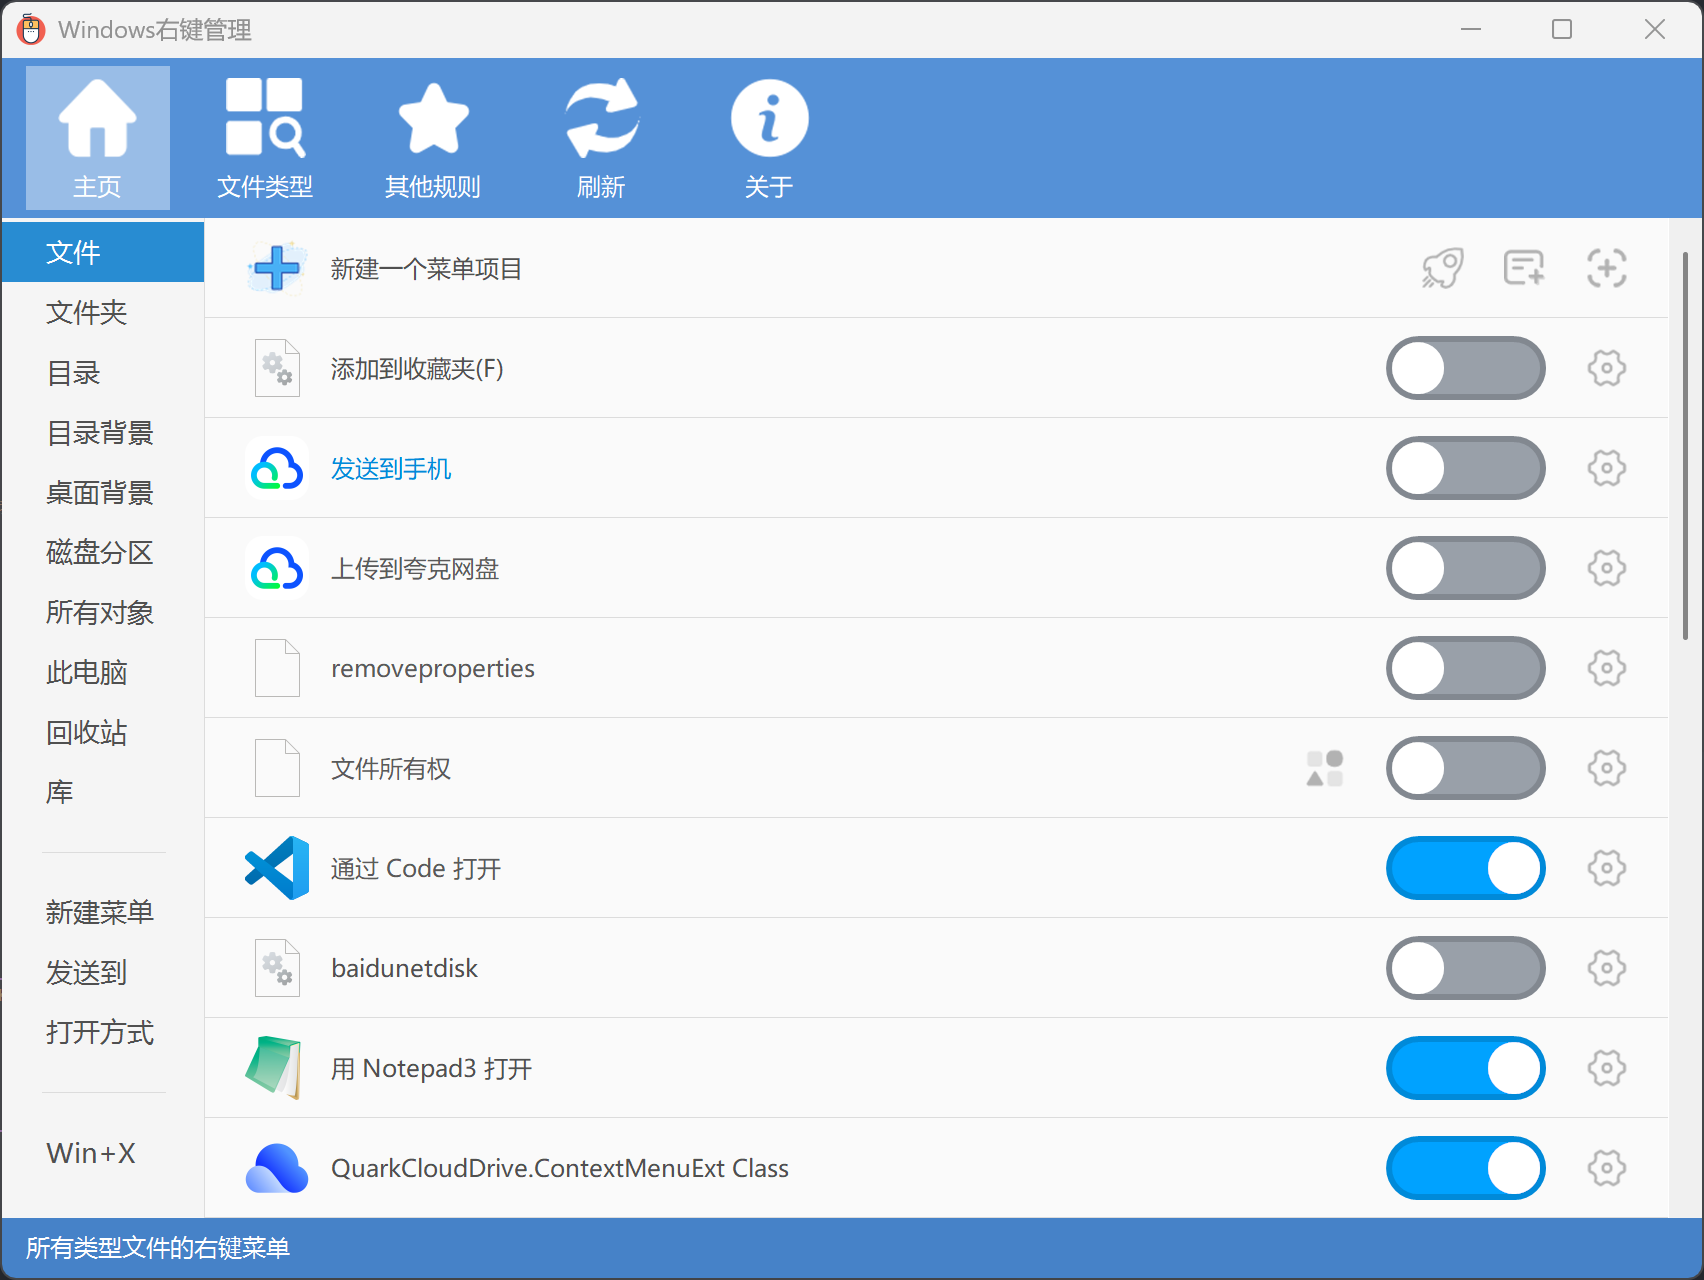 Windows右键管理
主页
文件类型
其他规则
刷新
关于
文件
文件夹
目录
目录背景
桌面背景
磁盘分区
所有对象
此电脑
回收站
库
新建菜单
发送到
打开方式
Win+X
新建一个菜单项目
添加到收藏夹(F)
发送到手机
上传到夸克网盘
removeproperties
文件所有权
通过 Code 打开
baidunetdisk
用 Notepad3 打开
QuarkCloudDrive.ContextMenuExt Class
所有类型文件的右键菜单